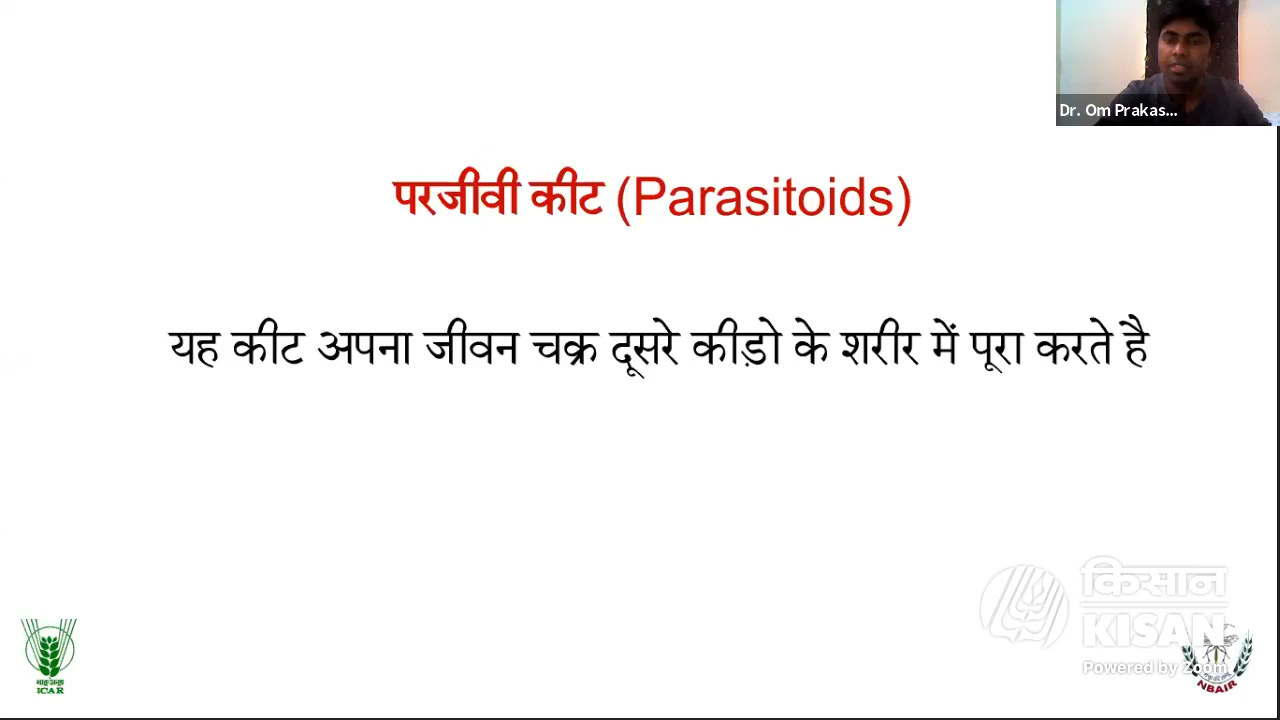 Dr. Om Prakas...
परजीवी कीट (Parasitoids)
यह कीट अपना जीवन चक्र दूसरे कीड़ो के शरीर में पूरा करते है
किसान
KISAN
Powered by Zoom
ICAR
NBAIR